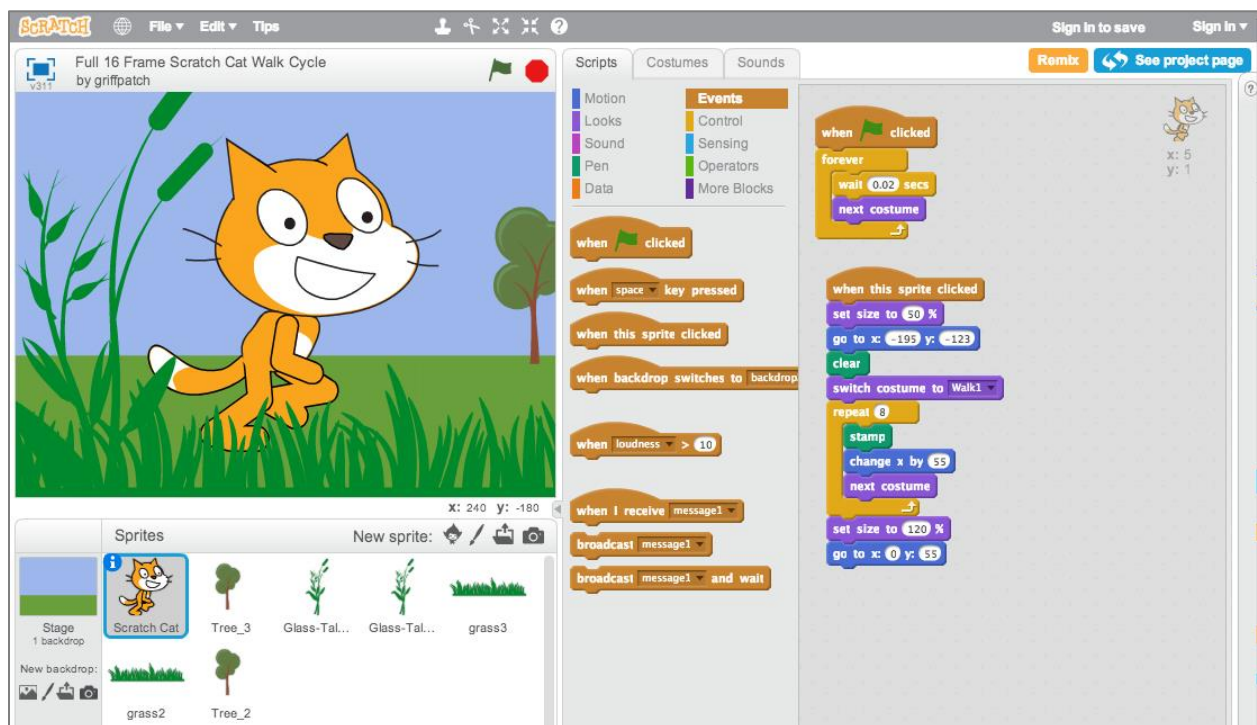 SCRATCH File ▾ Edit ▾ Tips Sign in to save Sign in ▾
v311
Full 16 Frame Scratch Cat Walk Cycle
by griffpatch
Scripts Costumes Sounds
Remix See project page
Motion Events
Looks Control
Sound Sensing
Pen Operators
Data More Blocks
when clicked
when space ▾ key pressed
when this sprite clicked
when backdrop switches to backdrop
when loudness ▾ > 10
when I receive message1 ▾
broadcast message1 ▾
broadcast message1 ▾ and wait
when clicked
forever
wait 0.02 secs
next costume
when this sprite clicked
set size to 50 %
go to x: -195 y: -123
clear
switch costume to Walk1 ▾
repeat 8
stamp
change x by 55
next costume
set size to 120 %
go to x: 0 y: 55
x: 5
y: 1
?
X: 240 y: -180
Sprites New sprite:
Stage
1 backdrop
New backdrop:
Scratch Cat
Tree_3
Glass-Tal...
Glass-Tal...
grass3
grass2
Tree_2